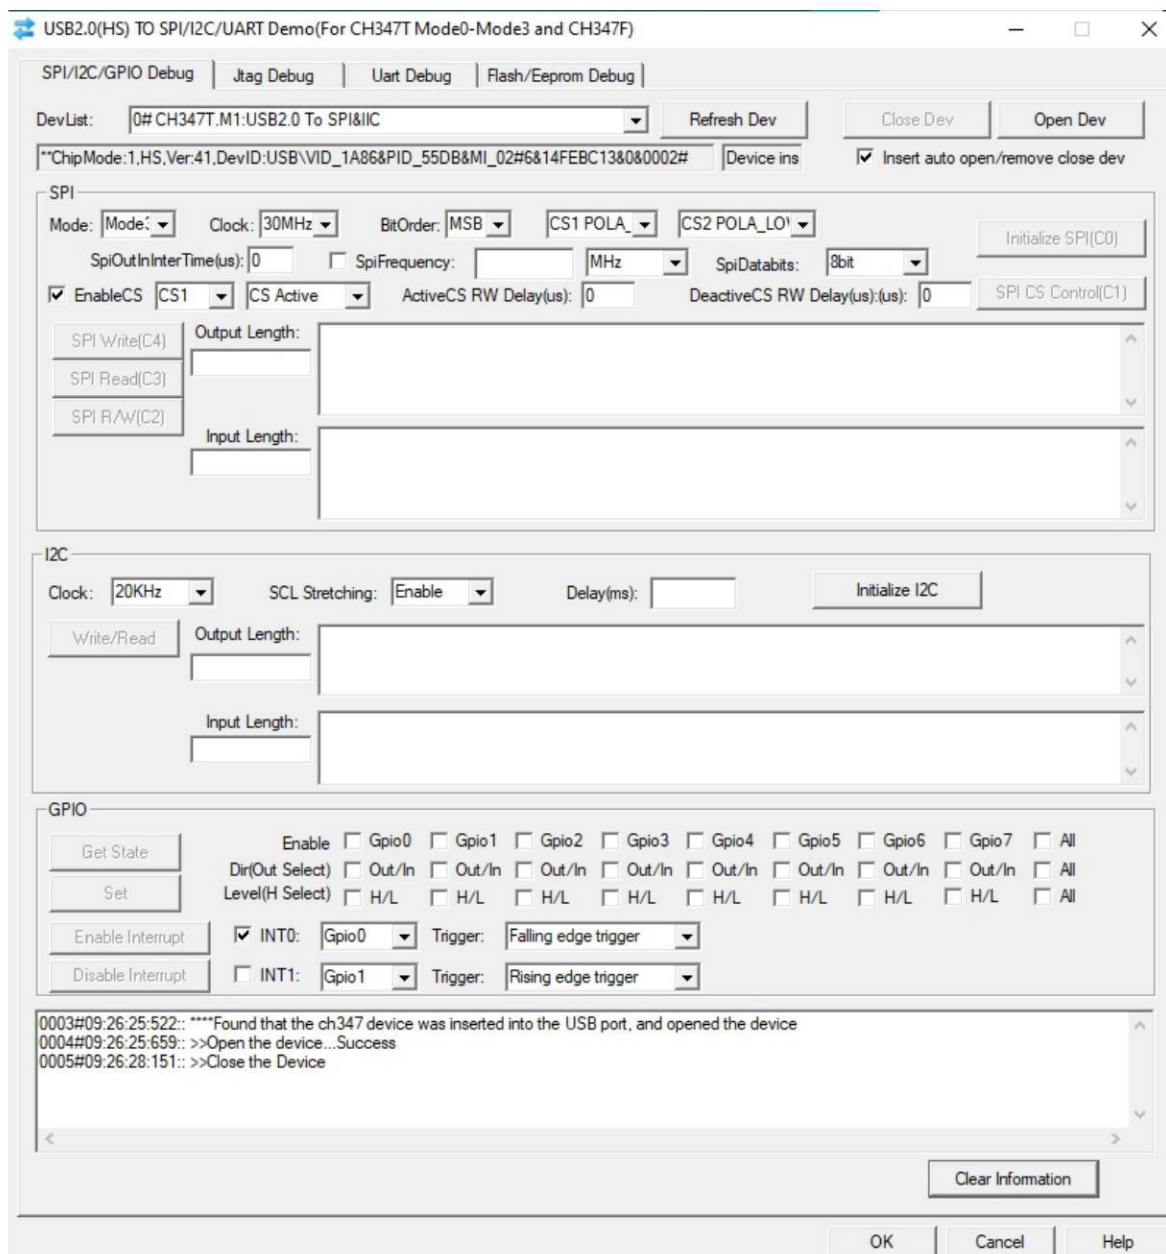 USB2.0(HS) TO SPI/I2C/UART Demo(For CH347T Mode0-Mode3 and CH347F)
SPI/I2C/GPIO Debug Jtag Debug Uart Debug Flash/Eeprom Debug
DevList: 0# CH347T.M1:USB2.0 To SPI&IIC Refresh Dev Close Dev Open Dev
**ChipMode:1,HS,Ver:41,DevID:USB\VID_1A86&PID_55DB&MI_02#6&14FEBC13&0&0002# Device ins Insert auto open/remove close dev
SPI
Mode: Mode3 Clock: 30MHz BitOrder: MSB CS1 POLA_ CS2 POLA_LOW Initialize SPI(C0)
SpiOutInInterTime(us): 0 SpiFrequency: MHz SpiDatabits: 8bit
EnableCS CS1 CS Active ActiveCS RW Delay(us): 0 DeactiveCS RW Delay(us):(us): 0 SPI CS Control(C1)
SPI Write(C4) Output Length:
SPI Read(C3)
SPI R/W(C2)
Input Length:
I2C
Clock: 20KHz SCL Stretching: Enable Delay(ms): Initialize I2C
Write/Read Output Length:
Input Length:
GPIO
Get State Enable Gpio0 Gpio1 Gpio2 Gpio3 Gpio4 Gpio5 Gpio6 Gpio7 All
Dir(Out Select) Out/In Out/In Out/In Out/In Out/In Out/In Out/In Out/In All
Set Level(H Select) H/L H/L H/L H/L H/L H/L H/L H/L All
Enable Interrupt INT0: Gpio0 Trigger: Falling edge trigger
Disable Interrupt INT1: Gpio1 Trigger: Rising edge trigger
0003#09:26:25:522:: ****Found that the ch347 device was inserted into the USB port, and opened the device
0004#09:26:25:659:: >>Open the device...Success
0005#09:26:28:151:: >>Close the Device
Clear Information
OK Cancel Help